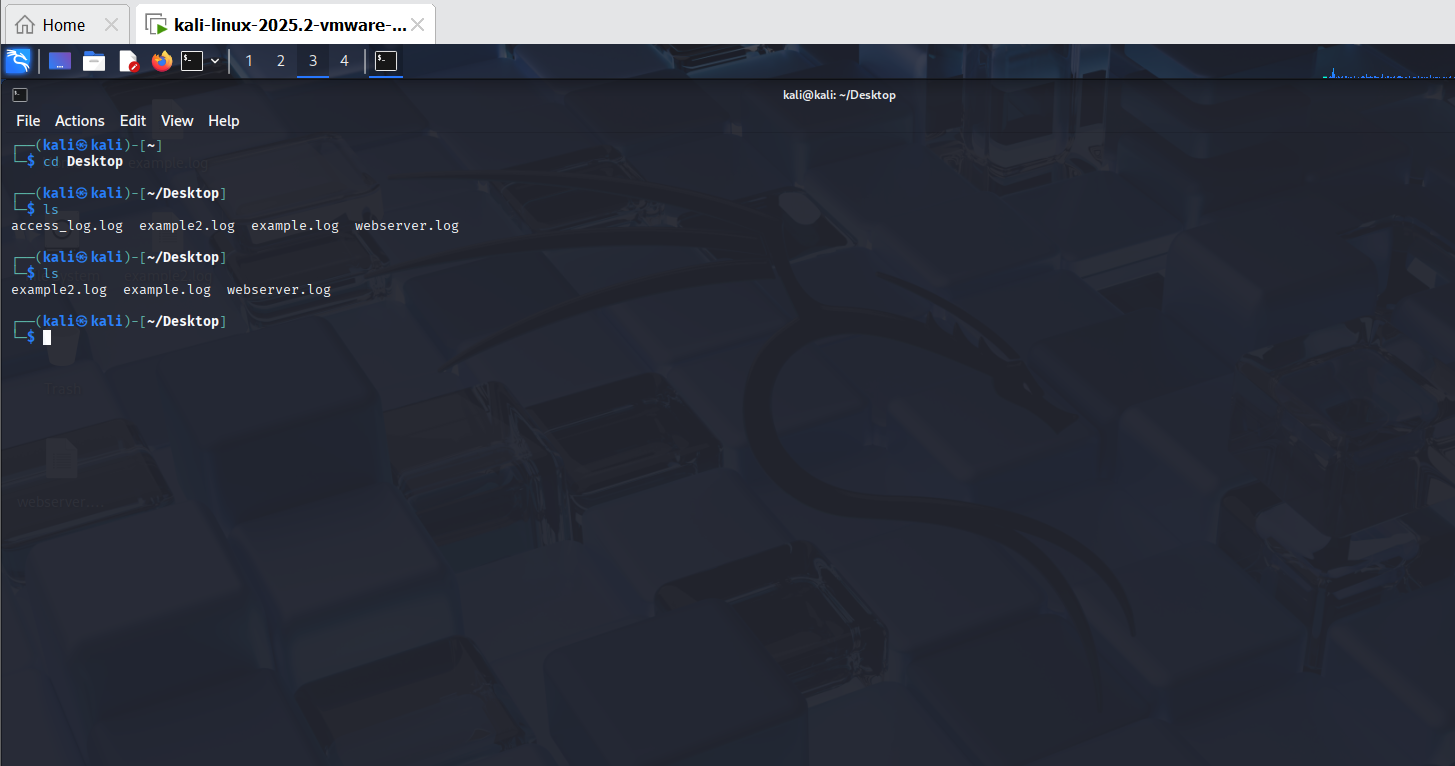 Home
kali-linux-2025.2-vmware-...
1 2 3 4
kali@kali: ~/Desktop
File Actions Edit View Help
┌──(kali㉿kali)-[~]
└─$ cd Desktop
┌──(kali㉿kali)-[~/Desktop]
└─$ ls
access_log.log example2.log example.log webserver.log
┌──(kali㉿kali)-[~/Desktop]
└─$ ls
example2.log example.log webserver.log
┌──(kali㉿kali)-[~/Desktop]
└─$
Trash
webserver....